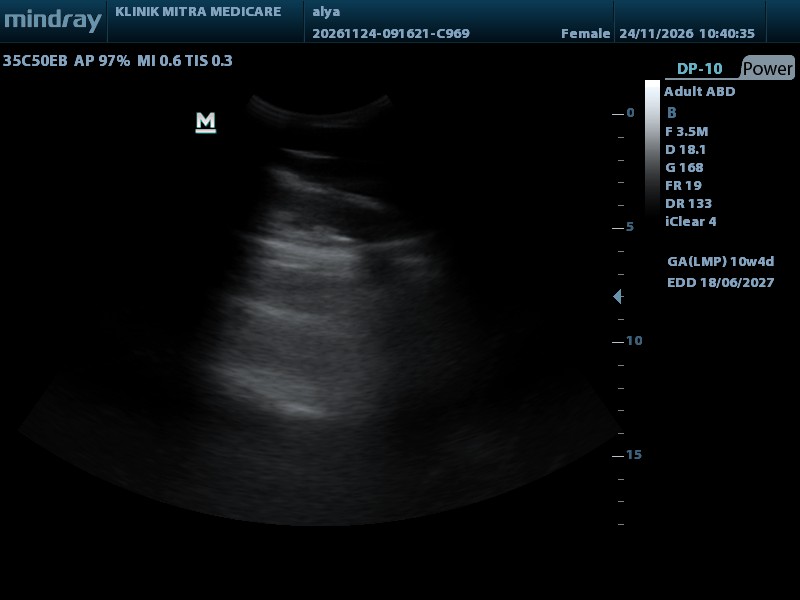 mindray
KLINIK MITRA MEDICARE
alya
20261124-091621-C969
Female
24/11/2026 10:40:35
35C50EB AP 97% MI 0.6 TIS 0.3
DP-10
Power
Adult ABD
B
F 3.5M
D 18.1
G 168
FR 19
DR 133
iClear 4
GA(LMP) 10w4d
EDD 18/06/2027
M
0
5
10
15